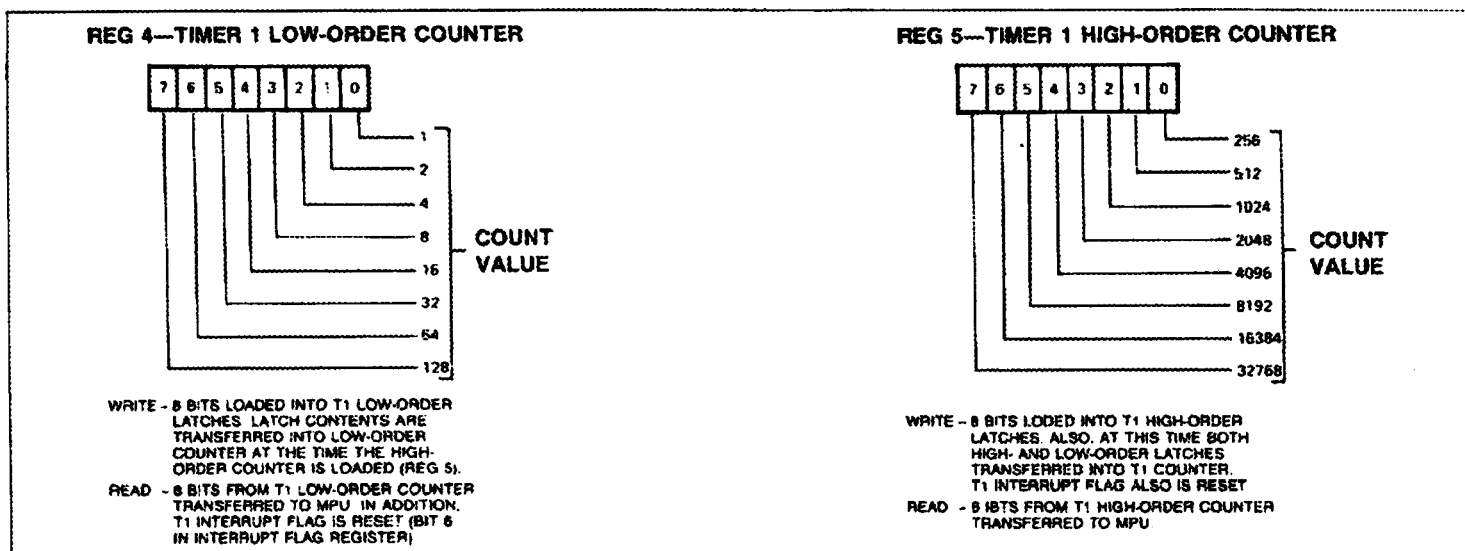 REG 4—TIMER 1 LOW-ORDER COUNTER
7 6 5 4 3 2 1 0
1
2
4
8
16
32
64
128
COUNT
VALUE
WRITE - 8 BITS LOADED INTO T1 LOW-ORDER
LATCHES. LATCH CONTENTS ARE
TRANSFERRED INTO LOW-ORDER
COUNTER AT THE TIME THE HIGH-
ORDER COUNTER IS LOADED (REG 5).
READ - 8 BITS FROM T1 LOW-ORDER COUNTER
TRANSFERRED TO MPU. IN ADDITION,
T1 INTERRUPT FLAG IS RESET (BIT 6
IN INTERRUPT FLAG REGISTER)
REG 5—TIMER 1 HIGH-ORDER COUNTER
7 6 5 4 3 2 1 0
256
512
1024
2048
4096
8192
16384
32768
COUNT
VALUE
WRITE - 8 BITS LODED INTO T1 HIGH-ORDER
LATCHES. ALSO, AT THIS TIME BOTH
HIGH- AND LOW-ORDER LATCHES
TRANSFERRED INTO T1 COUNTER.
T1 INTERRUPT FLAG ALSO IS RESET
READ - 8 IBTS FROM T1 HIGH-ORDER COUNTER
TRANSFERRED TO MPU